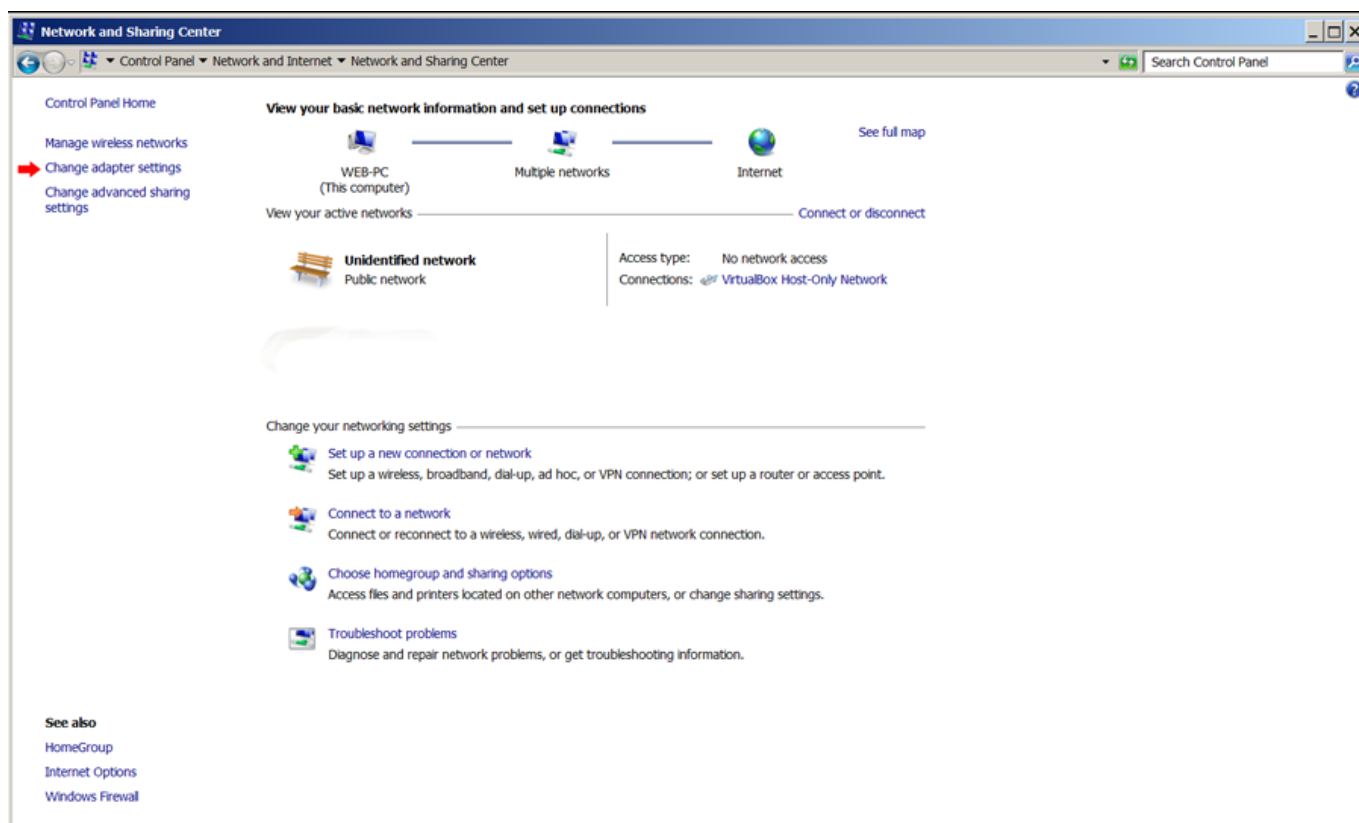 Network and Sharing Center
Control Panel ▾ Network and Internet ▾ Network and Sharing Center
Search Control Panel
Control Panel Home
Manage wireless networks
Change adapter settings
Change advanced sharing
settings
View your basic network information and set up connections
See full map
WEB-PC
(This computer)
Multiple networks
Internet
View your active networks
Connect or disconnect
Unidentified network
Public network
Access type: No network access
Connections: VirtualBox Host-Only Network
Change your networking settings
Set up a new connection or network
Set up a wireless, broadband, dial-up, ad hoc, or VPN connection; or set up a router or access point.
Connect to a network
Connect or reconnect to a wireless, wired, dial-up, or VPN network connection.
Choose homegroup and sharing options
Access files and printers located on other network computers, or change sharing settings.
Troubleshoot problems
Diagnose and repair network problems, or get troubleshooting information.
See also
HomeGroup
Internet Options
Windows Firewall